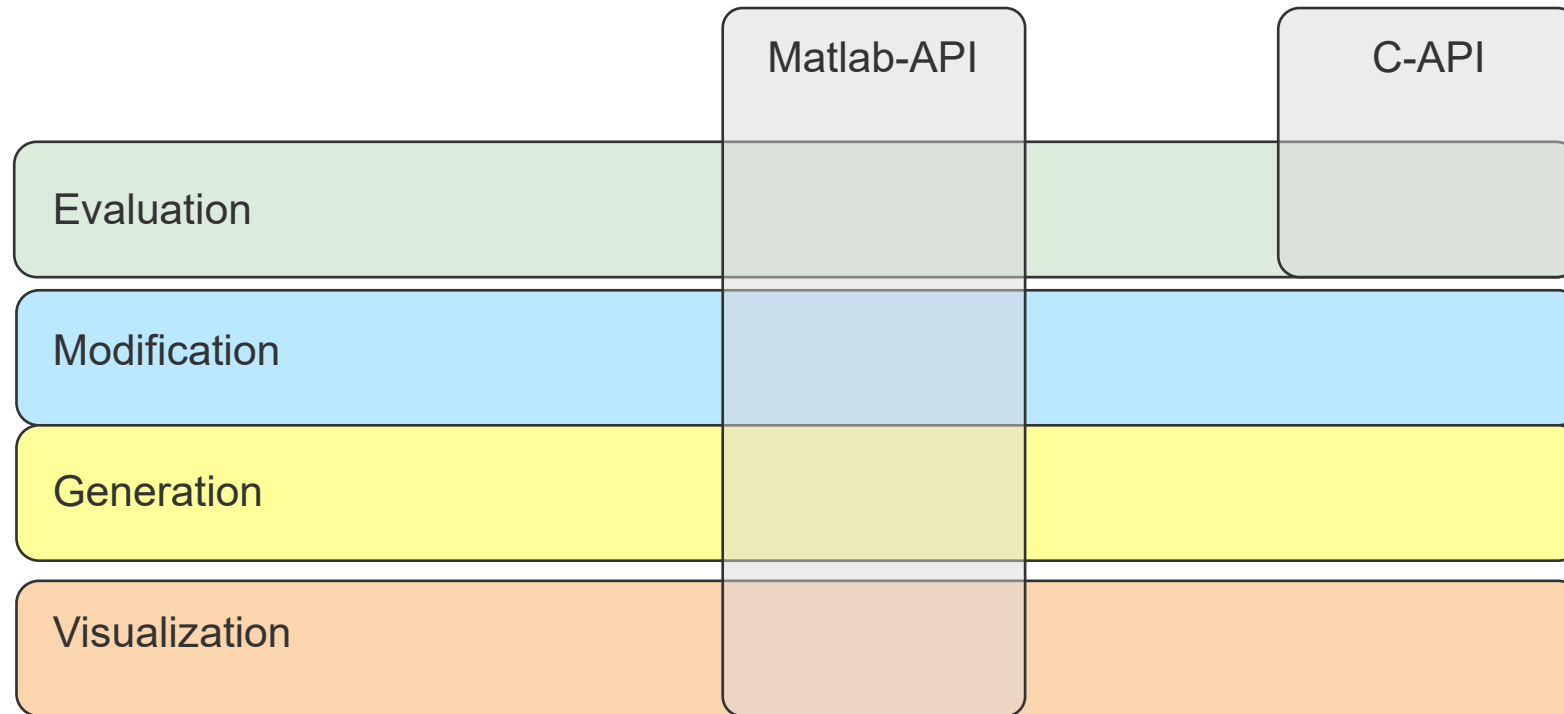 Matlab-API
C-API
Evaluation
Modification
Generation
Visualization